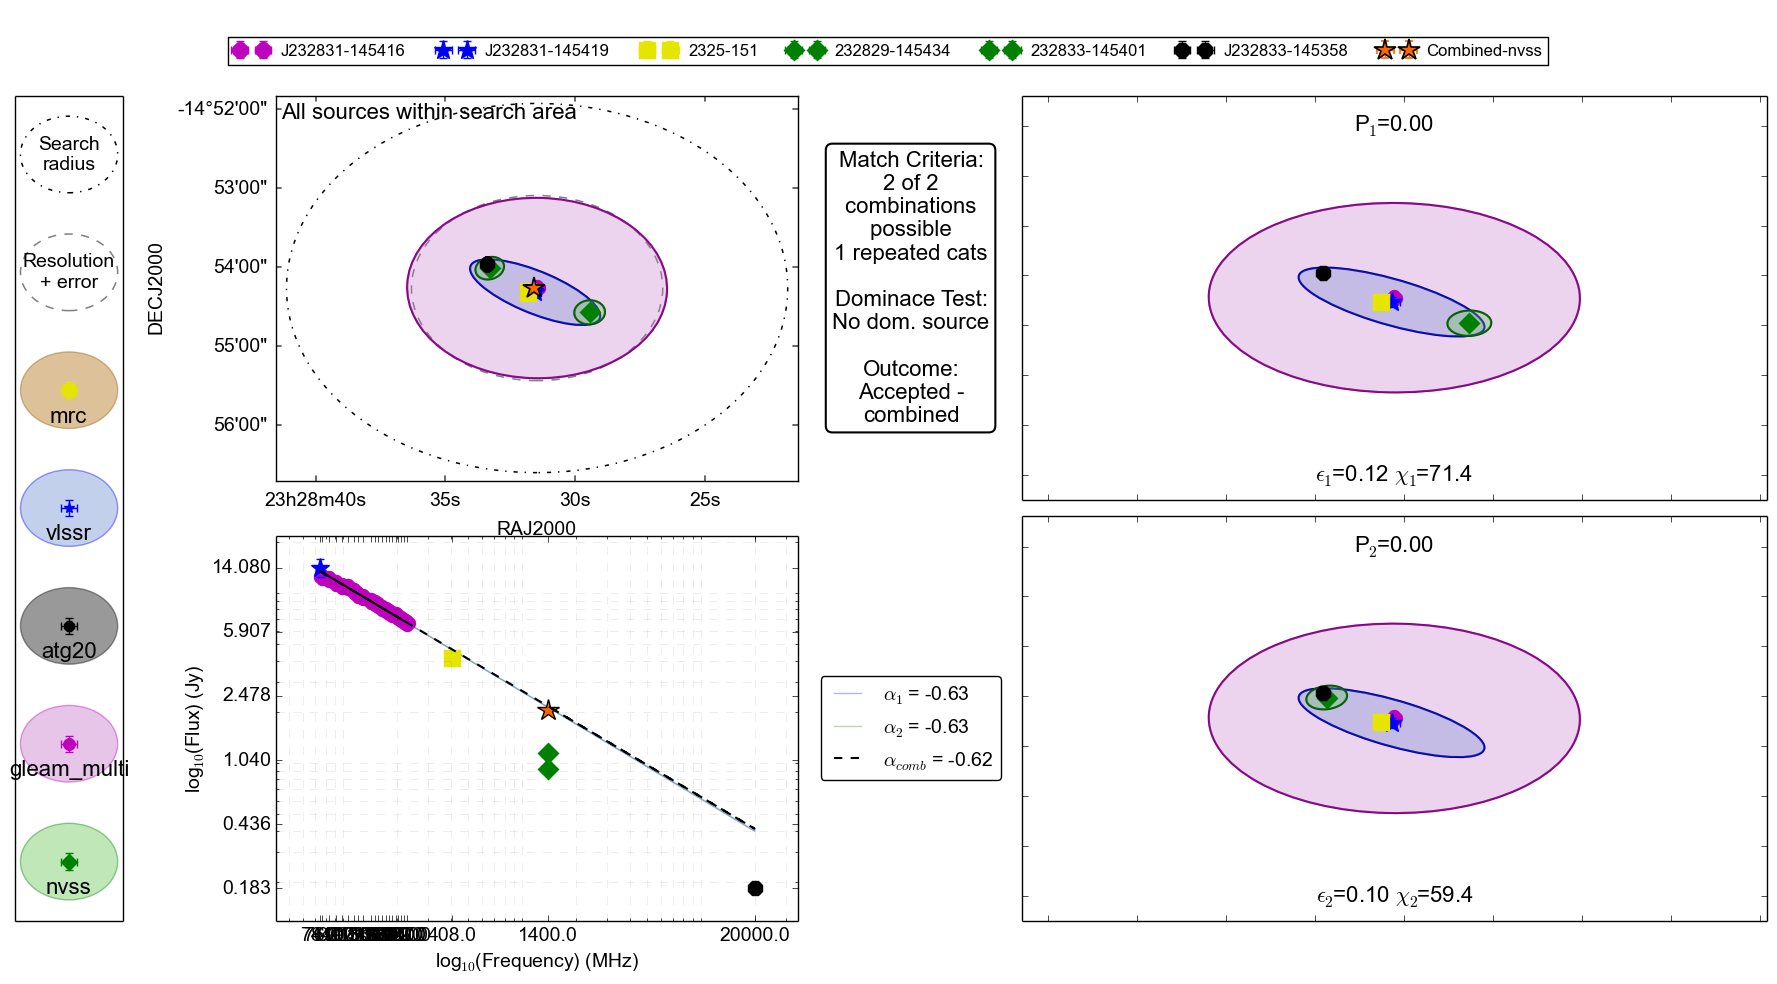 J232831-145416
J232831-145419
2325-151
232829-145434
232833-145401
J232833-145358
Combined-nvss
Search
radius
Resolution
+ error
mrc
vlssr
atg20
gleam_multi
nvss
All sources within search area
-14°52'00"
53'00"
54'00"
55'00"
56'00"
DECJ2000
23h28m40s
35s
30s
25s
RAJ2000
Match Criteria:
2 of 2
combinations
possible
1 repeated cats
Dominace Test:
No dom. source
Outcome:
Accepted -
combined
P1=0.00
ϵ1=0.12 χ1=71.4
P2=0.00
ϵ2=0.10 χ2=59.4
14.080
5.907
2.478
1.040
0.436
0.183
log10(Flux) (Jy)
408.0
1400.0
20000.0
log10(Frequency) (MHz)
α1 = -0.63
α2 = -0.63
αcomb = -0.62